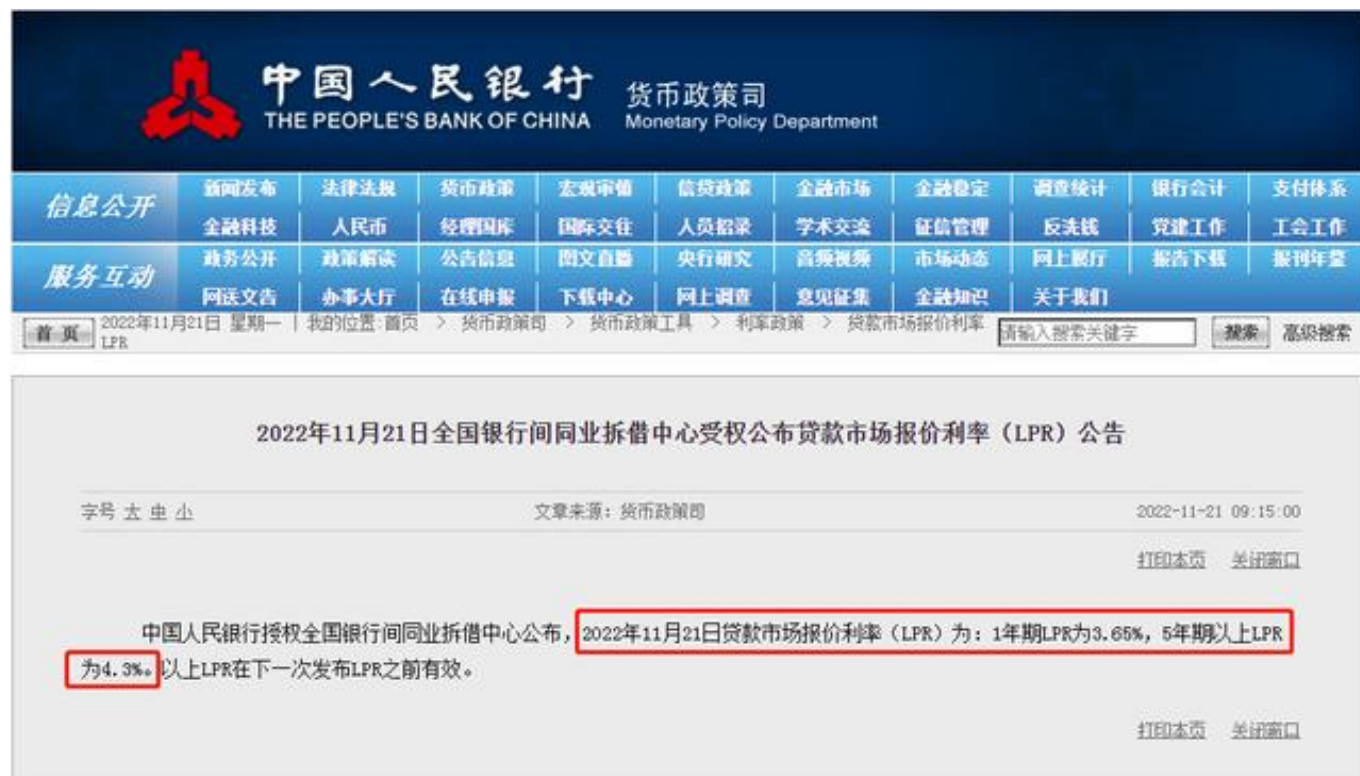 中国人民银行 货币政策司
THE PEOPLE'S BANK OF CHINA Monetary Policy Department
信息公开 新闻发布 法律法规 货币政策 宏观审慎 信贷政策 金融市场 金融稳定 调查统计 银行会计 支付体系
金融科技 人民币 经理国库 国际交往 人员招录 学术交流 征信管理 反洗钱 党建工作 工会工作
服务互动 政务公开 政策解读 公告信息 图文直播 央行研究 音频视频 市场动态 网上展厅 报告下载 报刊年鉴
网送文告 办事大厅 在线申报 下载中心 网上调查 意见征集 金融知识 关于我们
首 页 2022年11月21日 星期一 | 我的位置:首页 > 货币政策司 > 货币政策工具 > 利率政策 > 贷款市场报价利率 请输入搜索关键字 搜索 高级搜索
LPR
2022年11月21日全国银行间同业拆借中心受权公布贷款市场报价利率（LPR）公告
字号 大 中 小 文章来源：货币政策司 2022-11-21 09:15:00
打印本页 关闭窗口
中国人民银行授权全国银行间同业拆借中心公布，2022年11月21日贷款市场报价利率（LPR）为：1年期LPR为3.65%，5年期以上LPR
为4.3%。以上LPR在下一次发布LPR之前有效。
打印本页 关闭窗口